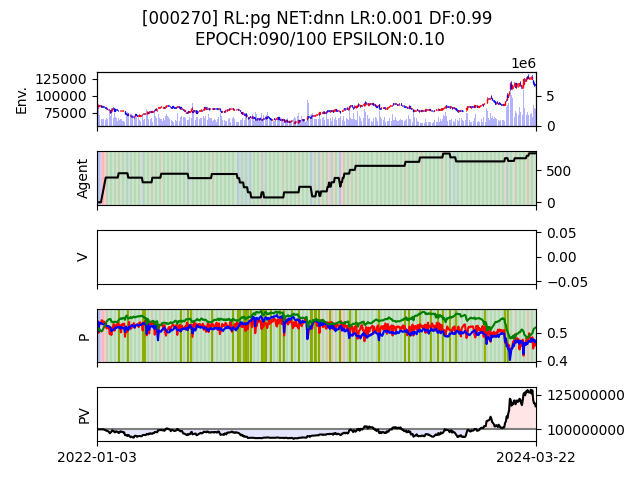 [000270] RL:pg NET:dnn LR:0.001 DF:0.99
EPOCH:090/100 EPSILON:0.10
1e6
Env.
125000
100000
75000
5
0
Agent
500
0
V
0.05
0.00
−0.05
P
0.5
0.4
PV
125000000
100000000
2022-01-03
2024-03-22